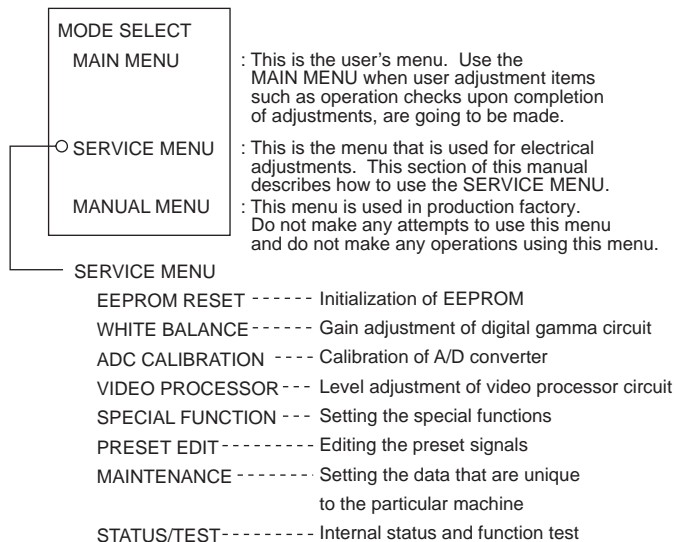 MODE SELECT
MAIN MENU : This is the user's menu. Use the
MAIN MENU when user adjustment items
such as operation checks upon completion
of adjustments, are going to be made.
SERVICE MENU : This is the menu that is used for electrical
adjustments. This section of this manual
describes how to use the SERVICE MENU.
MANUAL MENU : This menu is used in production factory.
Do not make any attempts to use this menu
and do not make any operations using this menu.
SERVICE MENU
EEPROM RESET ------ Initialization of EEPROM
WHITE BALANCE ------ Gain adjustment of digital gamma circuit
ADC CALIBRATION ---- Calibration of A/D converter
VIDEO PROCESSOR --- Level adjustment of video processor circuit
SPECIAL FUNCTION --- Setting the special functions
PRESET EDIT --------- Editing the preset signals
MAINTENANCE ------- Setting the data that are unique
to the particular machine
STATUS/TEST --------- Internal status and function test